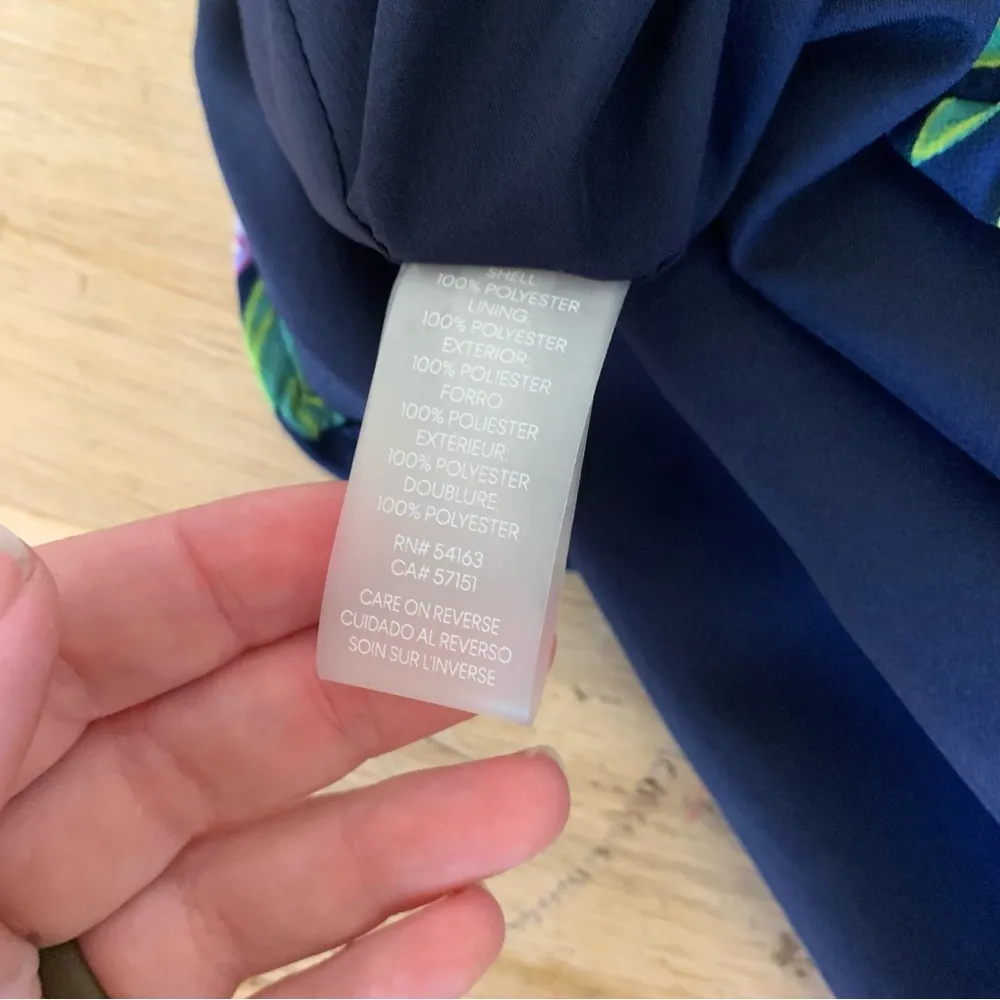 SHELL
100% POLYESTER
LINING:
100% POLYESTER
EXTERIOR:
100% POLIESTER
FORRO:
100% POLIESTER
EXTÉRIEUR:
100% POLYESTER
DOUBLURE:
100% POLYESTER
RN# 54163
CA# 57151
CARE ON REVERSE
CUIDADO AL REVERSO
SOIN SUR L'INVERSE